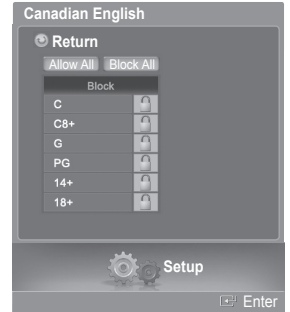 Canadian English
Return
Allow All Block All
Block
C
C8+
G
PG
14+
18+
Setup
Enter